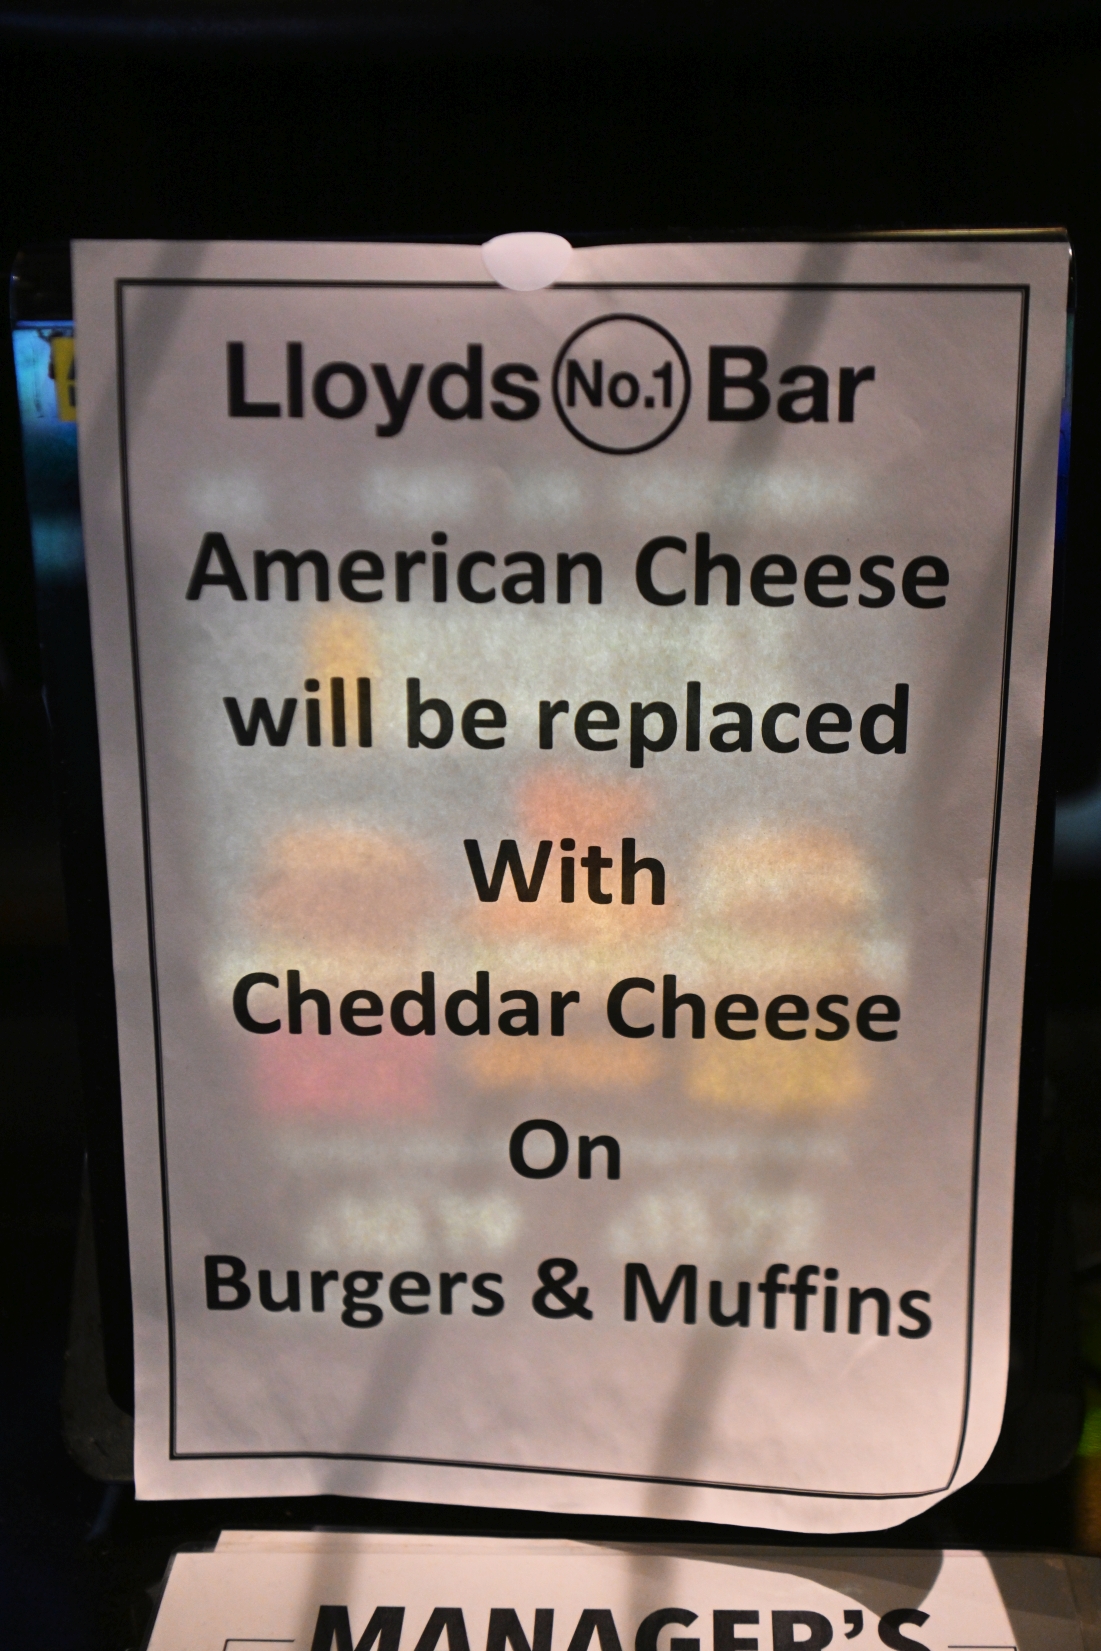 Lloyds No.1 Bar
American Cheese
will be replaced
With
Cheddar Cheese
On
Burgers & Muffins
MANAGER'S